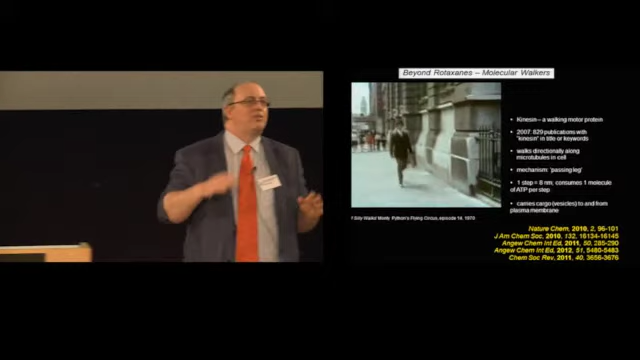 Beyond Rotaxanes – Molecular Walkers
• Kinesin – a walking motor protein
• 2007: 829 publications with
"kinesin" in title or keywords
• walks directionally along
microtubules in cell
• mechanism: 'passing leg'
• 1 step = 8 nm; consumes 1 molecule
of ATP per step
• carries cargo (vesicles) to and from
plasma membrane
Silly Walks' Monty Python's Flying Circus, episode 14, 1970
Nature Chem, 2010, 2, 96-101
J Am Chem Soc, 2010, 132, 16134-16145
Angew Chem Int Ed, 2011, 50, 285-290
Angew Chem Int Ed, 2012, 51, 5480-5483
Chem Soc Rev, 2011, 40, 3656-3676